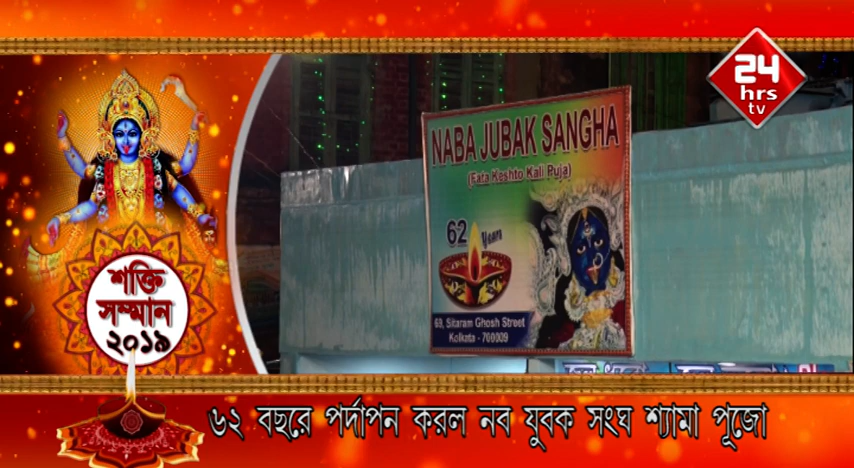 24
hrs
tv
NABA JUBAK SANGHA
(Fata Keshto Kali Puja)
62 Years
69, Sitaram Ghosh Street
Kolkata - 700009
শক্তি
সম্মান
২০১৯
৬২ বছরে পর্দাপন করল নব যুবক সংঘ শ্যামা পূজো